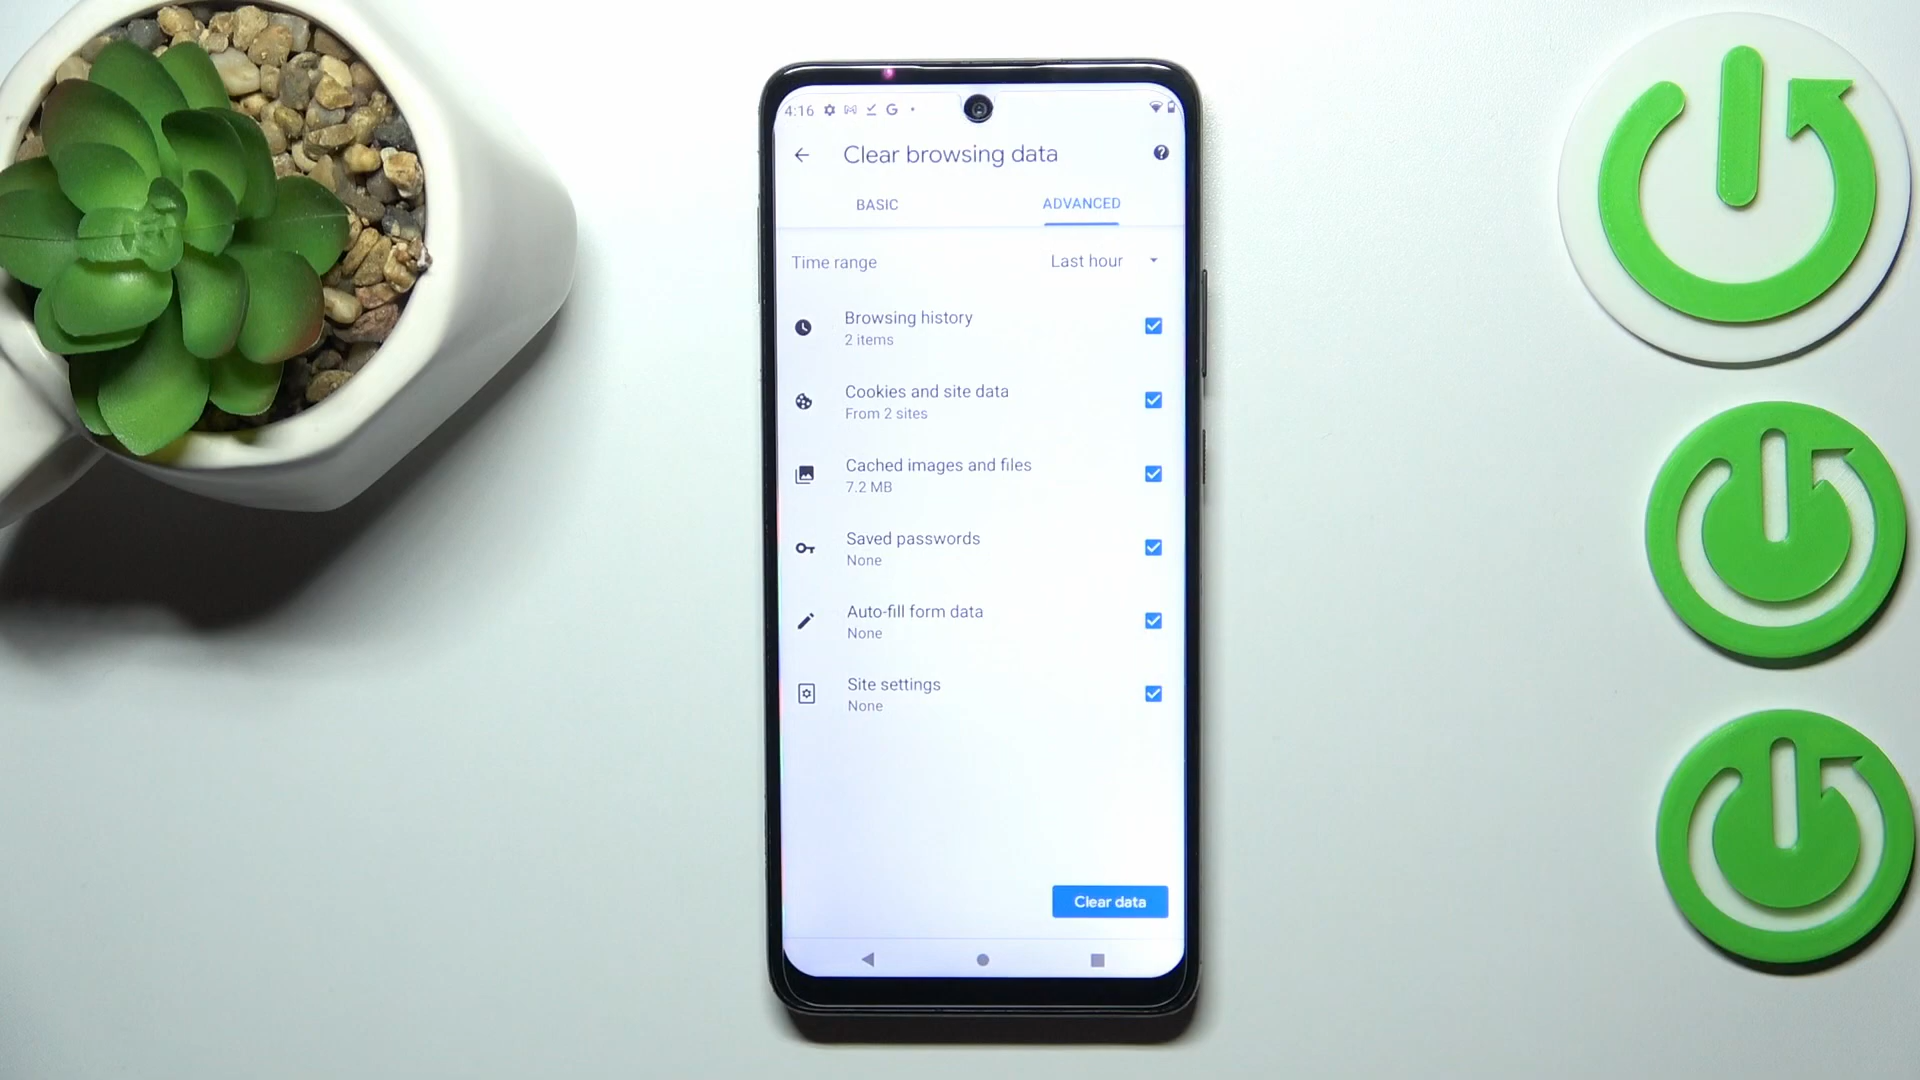 4:16
Clear browsing data
BASIC
ADVANCED
Time range
Last hour
Browsing history
2 items
Cookies and site data
From 2 sites
Cached images and files
7.2 MB
Saved passwords
None
Auto-fill form data
None
Site settings
None
Clear data